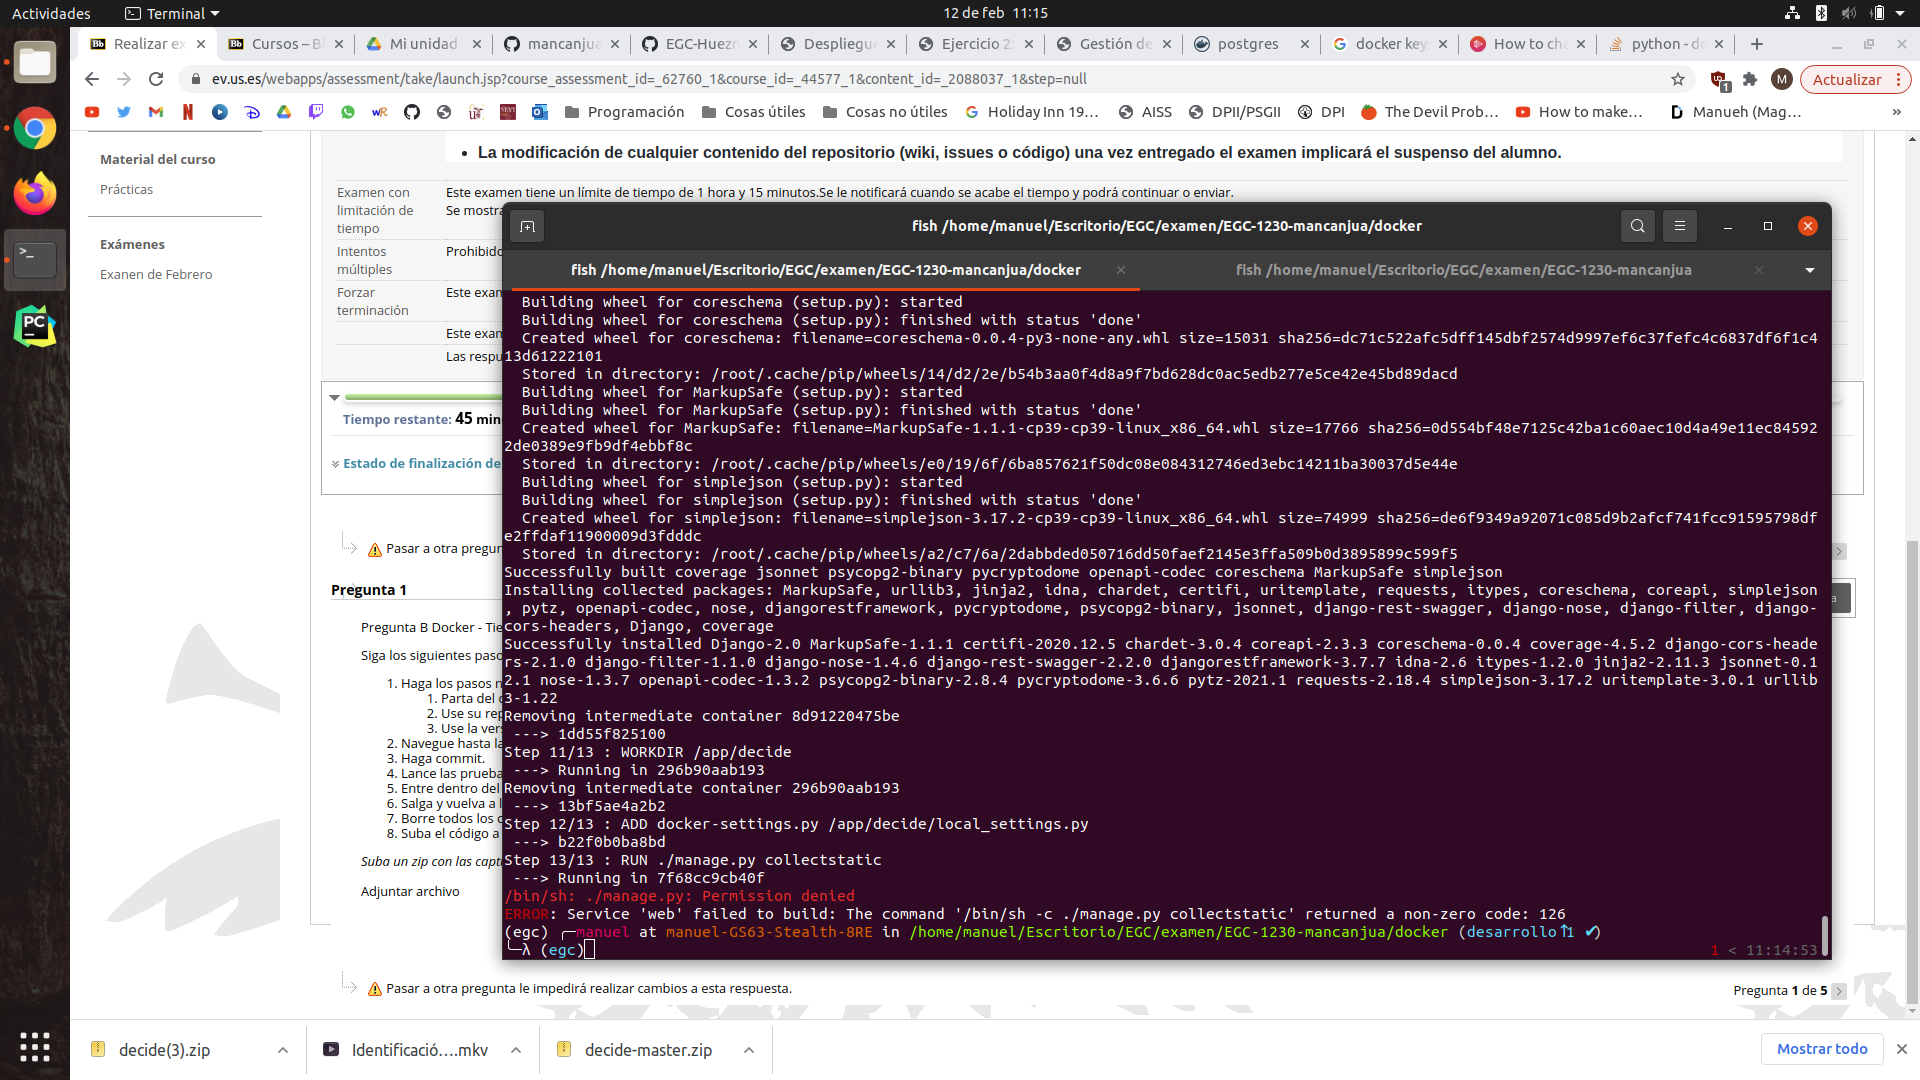 Actividades
Terminal
12 de feb 11:15
Realizar ex
Cursos – Bl
Mi unidad
mancanjua
EGC-Huezn
Despliegue
Ejercicio 2:
Gestión de
postgres
docker key
How to cha
python - do
ev.us.es/webapps/assessment/take/launch.jsp?course_assessment_id=_62760_1&course_id=_44577_1&content_id=_2088037_1&step=null
1
M
Actualizar
Programación
Cosas útiles
Cosas no útiles
Holiday Inn 19...
AISS
DPII/PSGII
DPI
The Devil Prob...
How to make...
Manueh (Mag...
»
Material del curso
Prácticas
Exámenes
Exanen de Febrero
• La modificación de cualquier contenido del repositorio (wiki, issues o código) una vez entregado el examen implicará el suspenso del alumno.
Examen con limitación de tiempo
Este examen tiene un límite de tiempo de 1 hora y 15 minutos.Se le notificará cuando se acabe el tiempo y podrá continuar o enviar.
Se mostra
Intentos múltiples
Prohibido
Forzar terminación
Este exam
Este exam
Las respu
Tiempo restante: 45 min
Estado de finalización de
Pasar a otra pregun
Pregunta 1
Pregunta B Docker - Tie
Siga los siguientes paso
1. Haga los pasos n
1. Parta del c
2. Use su rep
3. Use la vers
2. Navegue hasta la
3. Haga commit.
4. Lance las prueba
5. Entre dentro del
6. Salga y vuelva a l
7. Borre todos los c
8. Suba el código a
Suba un zip con las captu
Adjuntar archivo
Pasar a otra pregunta le impedirá realizar cambios a esta respuesta.
Pregunta 1 de 5
fish /home/manuel/Escritorio/EGC/examen/EGC-1230-mancanjua/docker
fish /home/manuel/Escritorio/EGC/examen/EGC-1230-mancanjua/docker
fish /home/manuel/Escritorio/EGC/examen/EGC-1230-mancanjua
Building wheel for coreschema (setup.py): started
Building wheel for coreschema (setup.py): finished with status 'done'
Created wheel for coreschema: filename=coreschema-0.0.4-py3-none-any.whl size=15031 sha256=dc71c522afc5dff145dbf2574d9997ef6c37fefc4c6837df6f1c4
13d61222101
Stored in directory: /root/.cache/pip/wheels/14/d2/2e/b54b3aa0f4d8a9f7bd628dc0ac5edb277e5ce42e45bd89dacd
Building wheel for MarkupSafe (setup.py): started
Building wheel for MarkupSafe (setup.py): finished with status 'done'
Created wheel for MarkupSafe: filename=MarkupSafe-1.1.1-cp39-cp39-linux_x86_64.whl size=17766 sha256=0d554bf48e7125c42ba1c60aec10d4a49e11ec84592
2de0389e9fb9df4ebbf8c
Stored in directory: /root/.cache/pip/wheels/e0/19/6f/6ba857621f50dc08e084312746ed3ebc14211ba30037d5e44e
Building wheel for simplejson (setup.py): started
Building wheel for simplejson (setup.py): finished with status 'done'
Created wheel for simplejson: filename=simplejson-3.17.2-cp39-cp39-linux_x86_64.whl size=74999 sha256=de6f9349a92071c085d9b2afcf741fcc91595798df
e2ffdaf11900009d3fdddc
Stored in directory: /root/.cache/pip/wheels/a2/c7/6a/2dabbded050716dd50faef2145e3ffa509b0d3895899c599f5
Successfully built coverage jsonnet psycopg2-binary pycryptodome openapi-codec coreschema MarkupSafe simplejson
Installing collected packages: MarkupSafe, urllib3, jinja2, idna, chardet, certifi, uritemplate, requests, itypes, coreschema, coreapi, simplejson
, pytz, openapi-codec, nose, djangorestframework, pycryptodome, psycopg2-binary, jsonnet, django-rest-swagger, django-nose, django-filter, django-
cors-headers, Django, coverage
Successfully installed Django-2.0 MarkupSafe-1.1.1 certifi-2020.12.5 chardet-3.0.4 coreapi-2.3.3 coreschema-0.0.4 coverage-4.5.2 django-cors-heade
rs-2.1.0 django-filter-1.1.0 django-nose-1.4.6 django-rest-swagger-2.2.0 djangorestframework-3.7.7 idna-2.6 itypes-1.2.0 jinja2-2.11.3 jsonnet-0.1
2.1 nose-1.3.7 openapi-codec-1.3.2 psycopg2-binary-2.8.4 pycryptodome-3.6.6 pytz-2021.1 requests-2.18.4 simplejson-3.17.2 uritemplate-3.0.1 urllib
3-1.22
Removing intermediate container 8d91220475be
---> 1dd55f825100
Step 11/13 : WORKDIR /app/decide
---> Running in 296b90aab193
Removing intermediate container 296b90aab193
---> 13bf5ae4a2b2
Step 12/13 : ADD docker-settings.py /app/decide/local_settings.py
---> b22f0b0ba8bd
Step 13/13 : RUN ./manage.py collectstatic
---> Running in 7f68cc9cb40f
/bin/sh: ./manage.py: Permission denied
ERROR: Service 'web' failed to build: The command '/bin/sh -c ./manage.py collectstatic' returned a non-zero code: 126
(egc) ╭─manuel at manuel-GS63-Stealth-8RE in /home/manuel/Escritorio/EGC/examen/EGC-1230-mancanjua/docker (desarrollo↑1 ✔)
╰─λ (egc)
1 < 11:14:53
decide(3).zip
Identificació....mkv
decide-master.zip
Mostrar todo